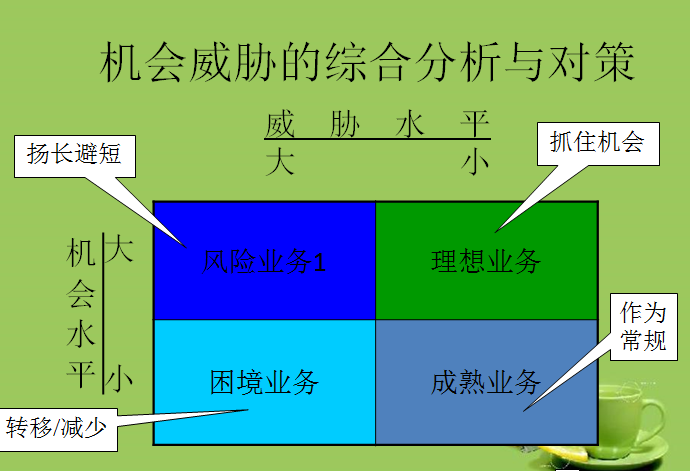 机会威胁的综合分析与对策
威胁水平
大 小
扬长避短
抓住机会
机会水平
大
小
风险业务1
理想业务
困境业务
成熟业务
作为
常规
转移/减少